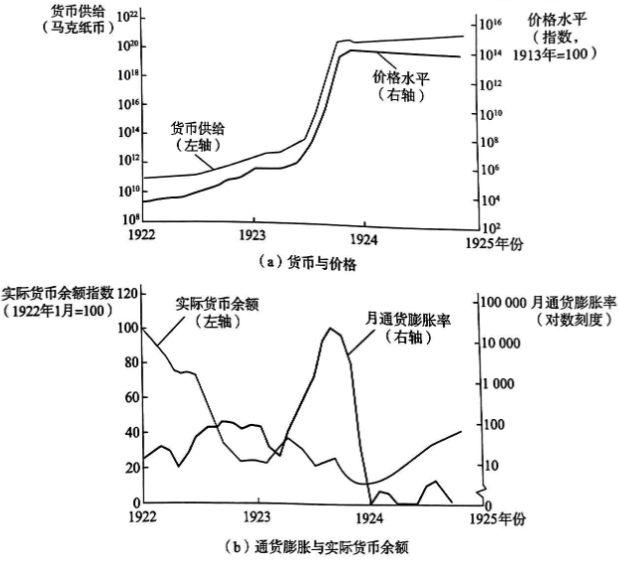 货币供给
(马克纸币)
10²²
10²⁰
10¹⁸
10¹⁶
10¹⁴
10¹²
10¹⁰
10⁸
货币供给
(左轴)
价格水平
(右轴)
价格水平
(指数,
1913年=100)
10¹⁶
10¹⁴
10¹²
10¹⁰
10⁸
10⁶
10⁴
10²
1922 1923 1924 1925年份
(a)货币与价格
实际货币余额指数
(1922年1月=100)
120
100
80
60
40
20
0
实际货币余额
(左轴)
月通货膨胀率
(右轴)
100 000 月通货膨胀率
(对数刻度)
10 000
1 000
100
10
0
1922 1923 1924 1925年份
(b)通货膨胀与实际货币余额